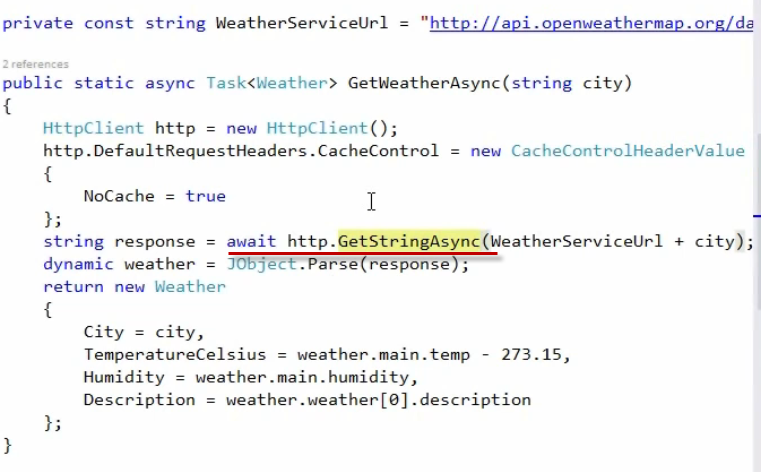 private const string WeatherServiceUrl = "http://api.openweathermap.org/da
2 references
public static async Task<Weather> GetWeatherAsync(string city)
{
HttpClient http = new HttpClient();
http.DefaultRequestHeaders.CacheControl = new CacheControlHeaderValue
{
NoCache = true
};
string response = await http.GetStringAsync(WeatherServiceUrl + city);
dynamic weather = JObject.Parse(response);
return new Weather
{
City = city,
TemperatureCelsius = weather.main.temp - 273.15,
Humidity = weather.main.humidity,
Description = weather.weather[0].description
};
}